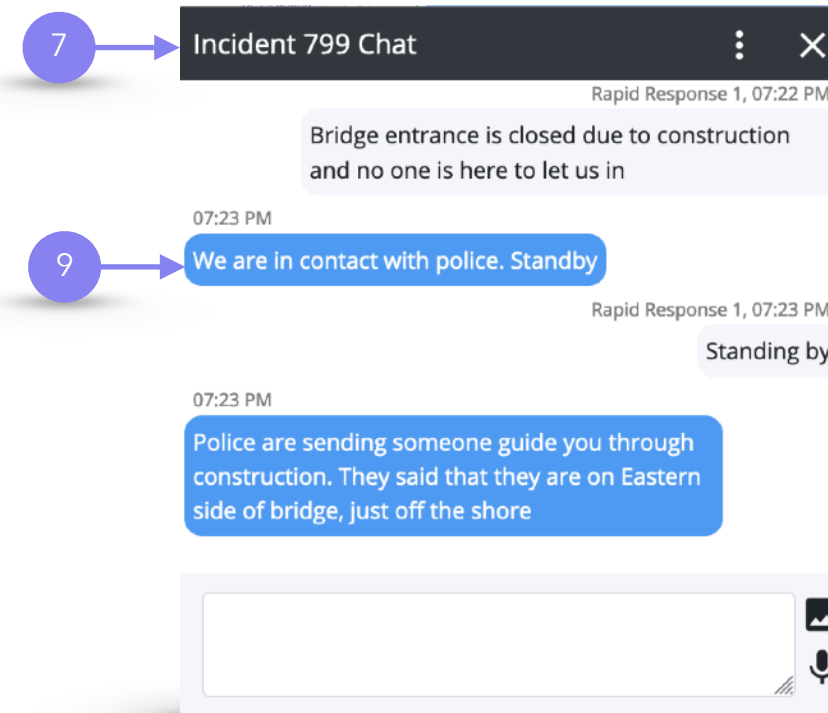 7
Incident 799 Chat
Rapid Response 1, 07:22 PM
Bridge entrance is closed due to construction
and no one is here to let us in
07:23 PM
9
We are in contact with police. Standby
Rapid Response 1, 07:23 PM
Standing by
07:23 PM
Police are sending someone guide you through
construction. They said that they are on Eastern
side of bridge, just off the shore